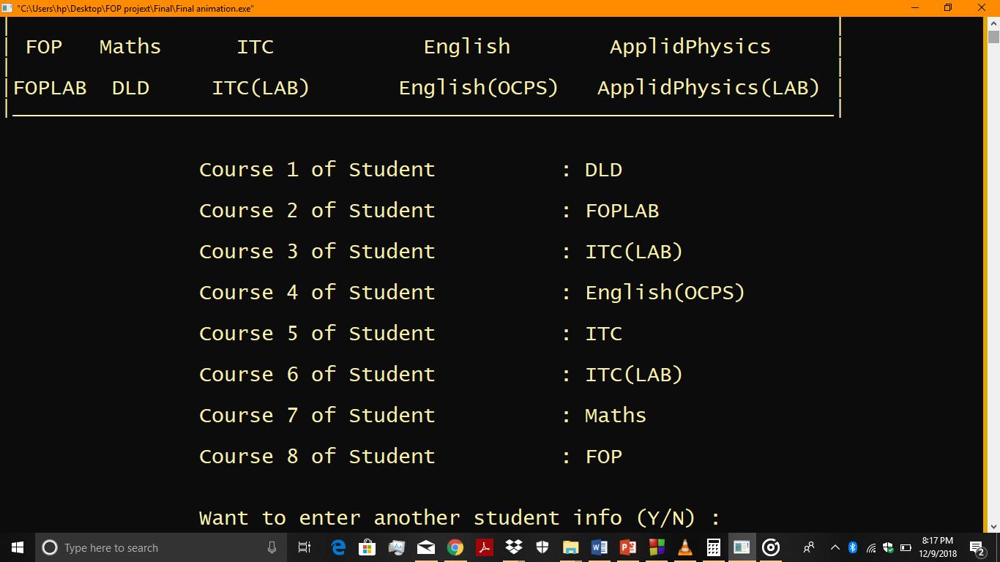 "C:\Users\hp\Desktop\FOP projext\Final\Final animation.exe"
FOP Maths ITC English ApplidPhysics
FOPLAB DLD ITC(LAB) English(OCPS) ApplidPhysics(LAB)
Course 1 of Student : DLD
Course 2 of Student : FOPLAB
Course 3 of Student : ITC(LAB)
Course 4 of Student : English(OCPS)
Course 5 of Student : ITC
Course 6 of Student : ITC(LAB)
Course 7 of Student : Maths
Course 8 of Student : FOP
Want to enter another student info (Y/N) :
Type here to search
8:17 PM
12/9/2018
2